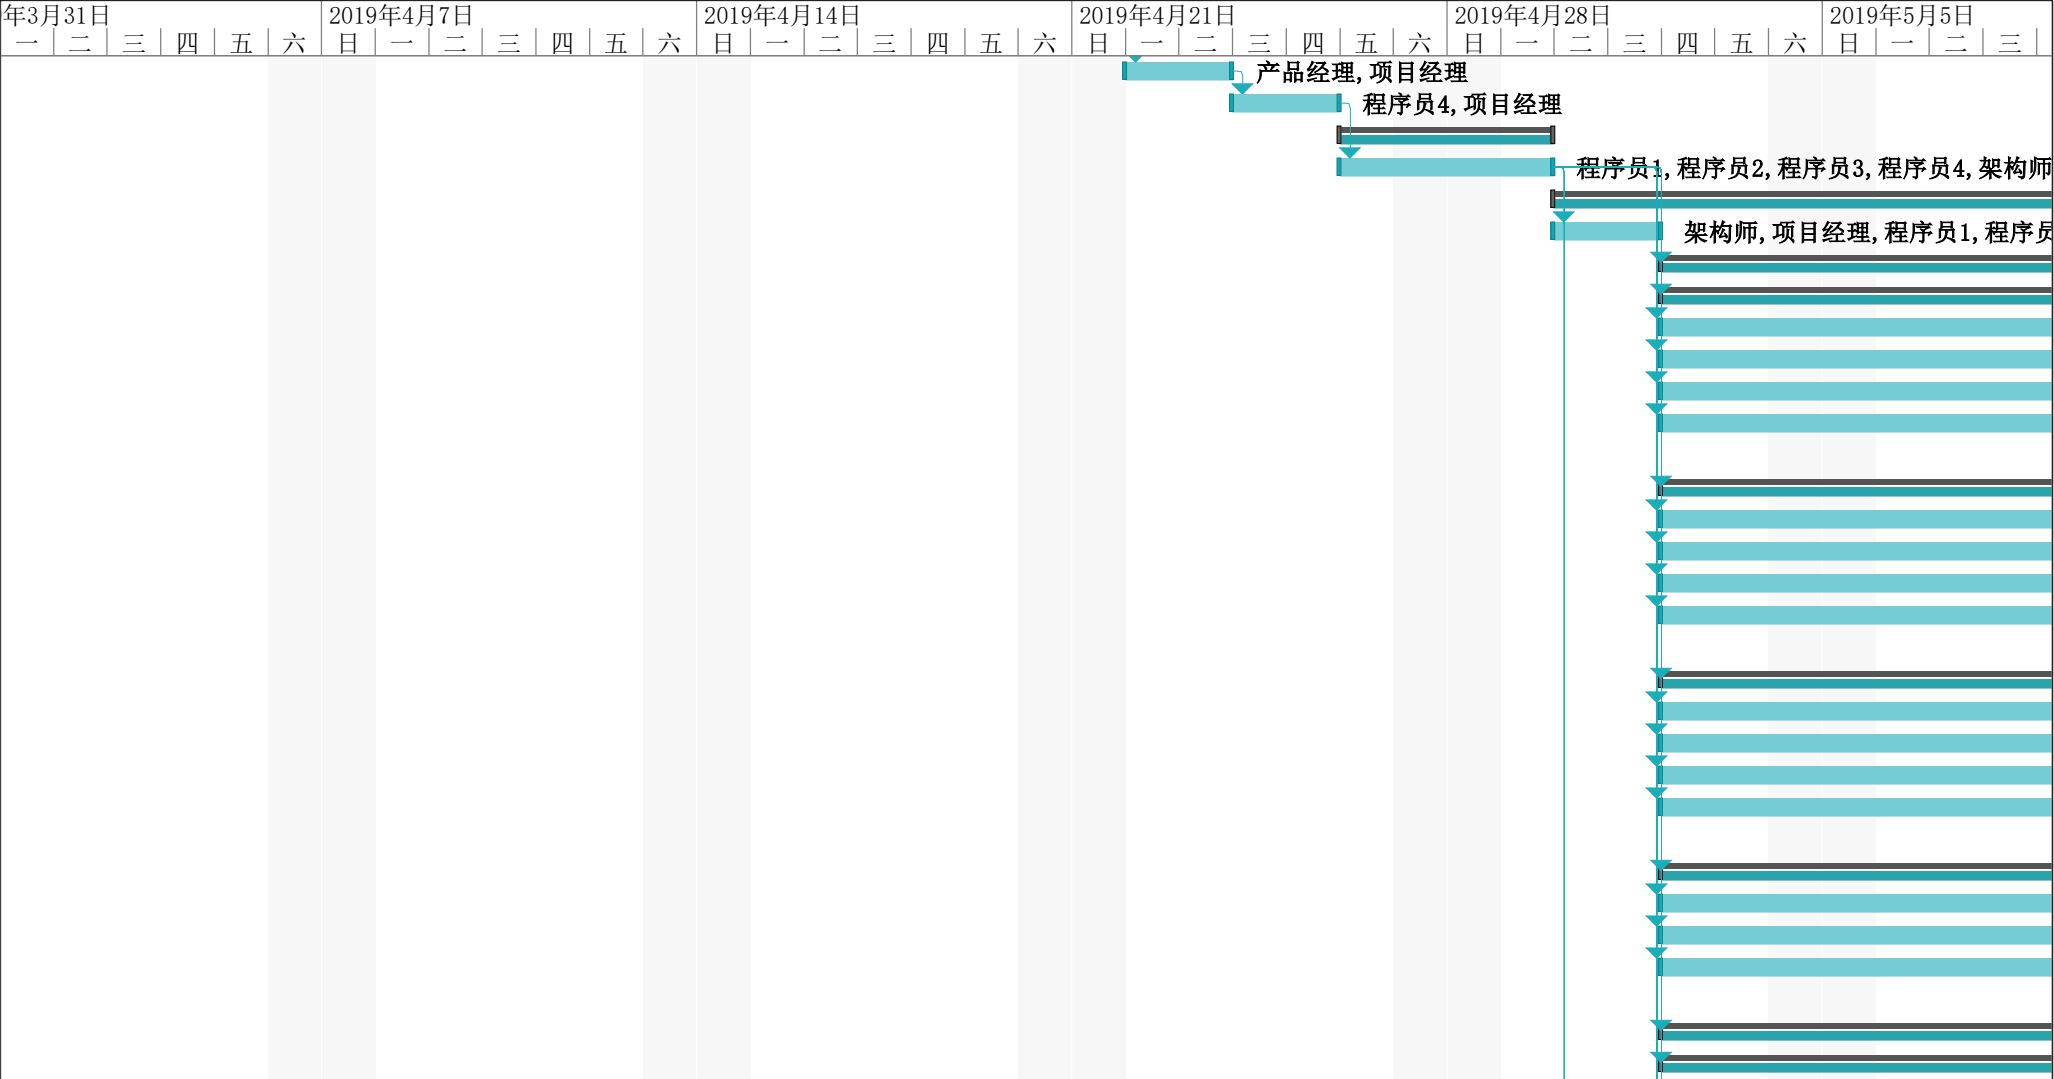 年3月31日 2019年4月7日 2019年4月14日 2019年4月21日 2019年4月28日 2019年5月5日
一 二 三 四 五 六 日 一 二 三 四 五 六 日 一 二 三 四 五 六 日 一 二 三 四 五 六 日 一 二 三 四 五 六 日 一 二 三
产品经理, 项目经理
程序员4, 项目经理
程序员1, 程序员2, 程序员3, 程序员4, 架构师
架构师, 项目经理, 程序员1, 程序员